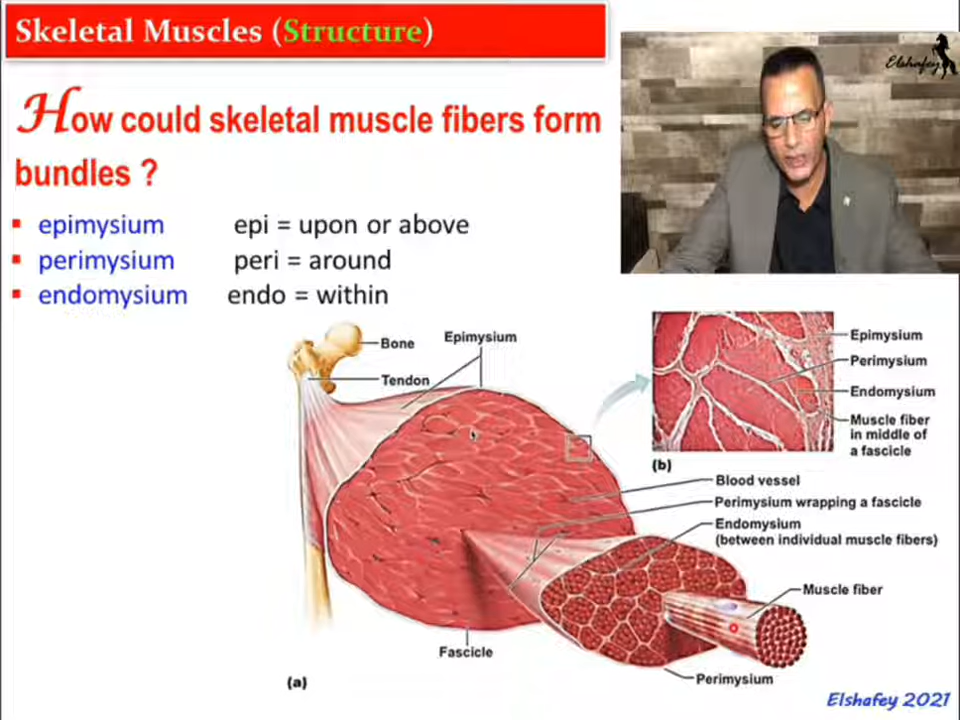 Skeletal Muscles (Structure)
Elshafey
How could skeletal muscle fibers form
bundles ?
▪ epimysium epi = upon or above
▪ perimysium peri = around
▪ endomysium endo = within
Bone
Epimysium
Tendon
Epimysium
Perimysium
Endomysium
Muscle fiber
in middle of
a fascicle
(b)
Blood vessel
Perimysium wrapping a fascicle
Endomysium
(between individual muscle fibers)
Muscle fiber
Fascicle
Perimysium
(a)
Elshafey 2021